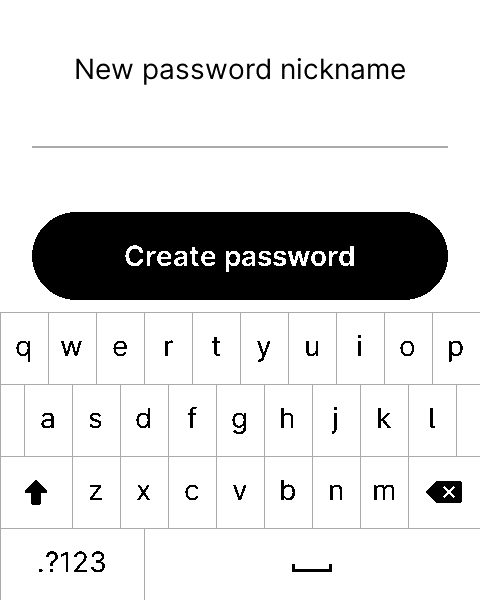 New password nickname
Create password
q w e r t y u i o p
a s d f g h j k l
z x c v b n m
.?123